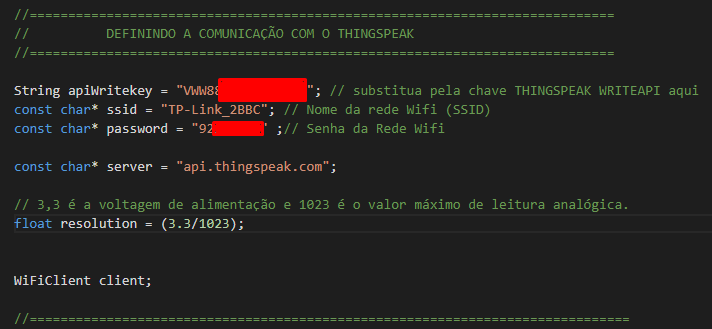 //============================================================================
// DEFININDO A COMUNICAÇÃO COM O THINGSPEAK
//============================================================================
String apiWritekey = "VWW8 "; // substitua pela chave THINGSPEAK WRITEAPI aqui
const char* ssid = "TP-Link_2BBC"; // Nome da rede Wifi (SSID)
const char* password = "92 " ;// Senha da Rede Wifi
const char* server = "api.thingspeak.com";
// 3,3 é a voltagem de alimentação e 1023 é o valor máximo de leitura analógica.
float resolution = (3.3/1023);
WiFiClient client;
//==============================================================================